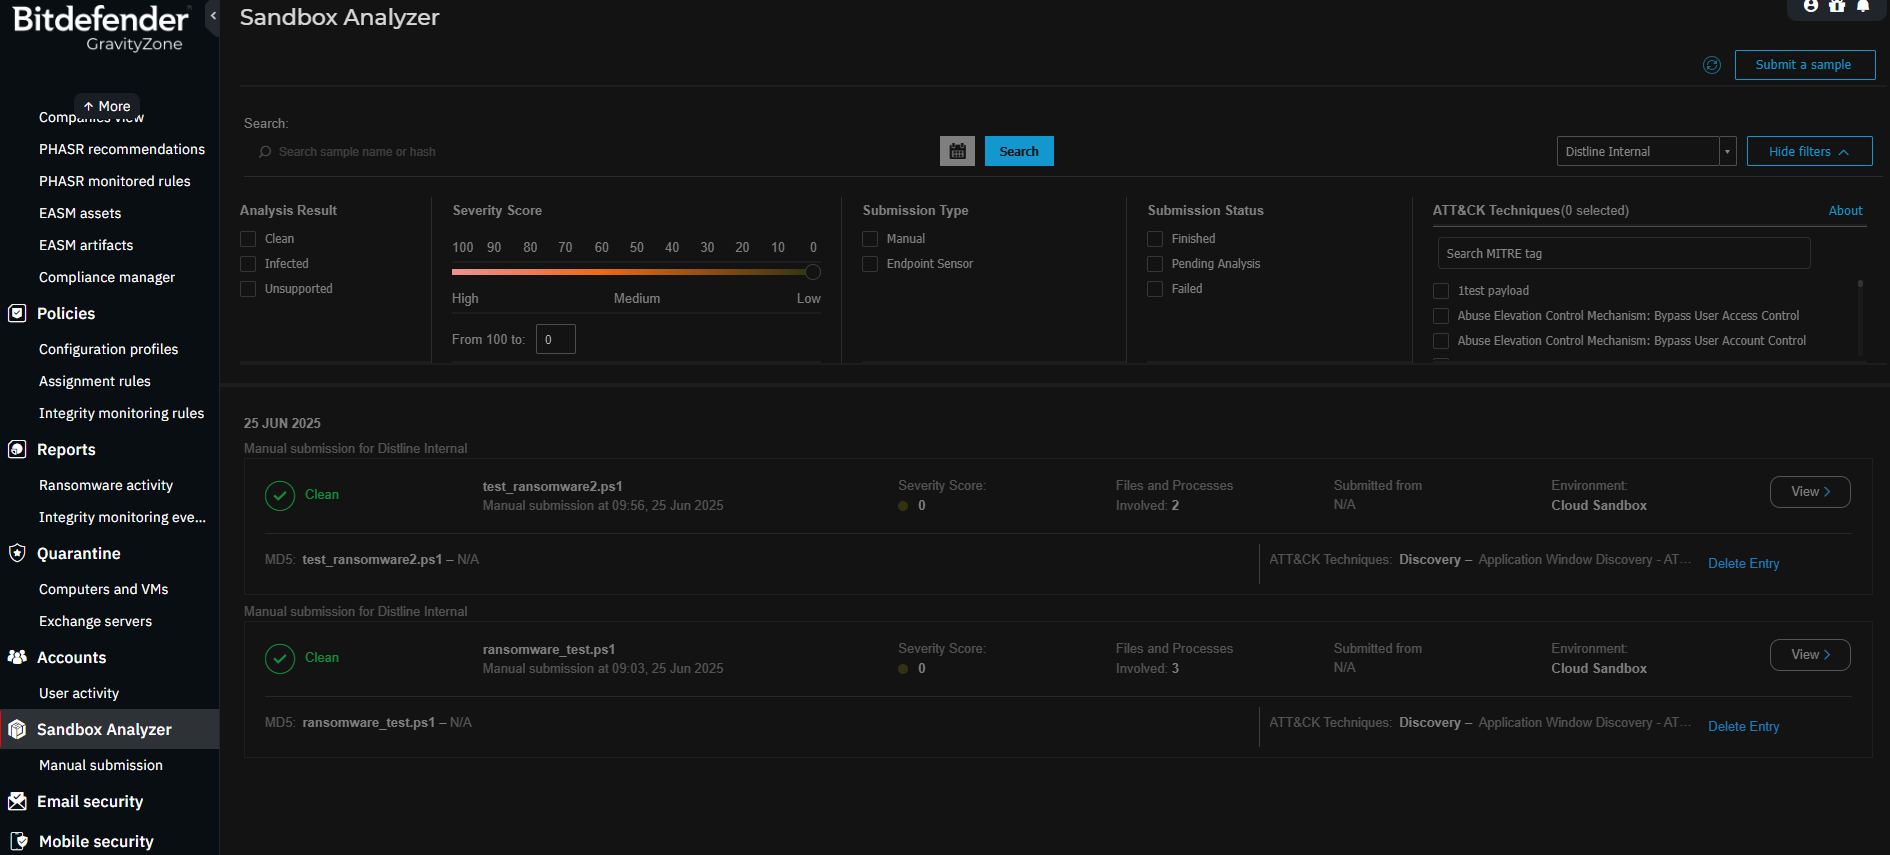 Bitdefender
GravityZone
Sandbox Analyzer
Submit a sample
More
Companies view
PHASR recommendations
PHASR monitored rules
EASM assets
EASM artifacts
Compliance manager
Policies
Configuration profiles
Assignment rules
Integrity monitoring rules
Reports
Ransomware activity
Integrity monitoring eve...
Quarantine
Computers and VMs
Exchange servers
Accounts
User activity
Sandbox Analyzer
Manual submission
Email security
Mobile security
Search:
Search sample name or hash
Search
Distline Internal
Hide filters
Analysis Result
Clean
Infected
Unsupported
Severity Score
100 90 80 70 60 50 40 30 20 10 0
High Medium Low
From 100 to: 0
Submission Type
Manual
Endpoint Sensor
Submission Status
Finished
Pending Analysis
Failed
ATT&CK Techniques(0 selected) About
Search MITRE tag
1test payload
Abuse Elevation Control Mechanism: Bypass User Access Control
Abuse Elevation Control Mechanism: Bypass User Account Control
25 JUN 2025
Manual submission for Distline Internal
Clean
test_ransomware2.ps1
Manual submission at 09:56, 25 Jun 2025
Severity Score:
0
Files and Processes
Involved: 2
Submitted from
N/A
Environment:
Cloud Sandbox
View
MD5: test_ransomware2.ps1 – N/A
ATT&CK Techniques: Discovery – Application Window Discovery - AT...
Delete Entry
Manual submission for Distline Internal
Clean
ransomware_test.ps1
Manual submission at 09:03, 25 Jun 2025
Severity Score:
0
Files and Processes
Involved: 3
Submitted from
N/A
Environment:
Cloud Sandbox
View
MD5: ransomware_test.ps1 – N/A
ATT&CK Techniques: Discovery – Application Window Discovery - AT...
Delete Entry